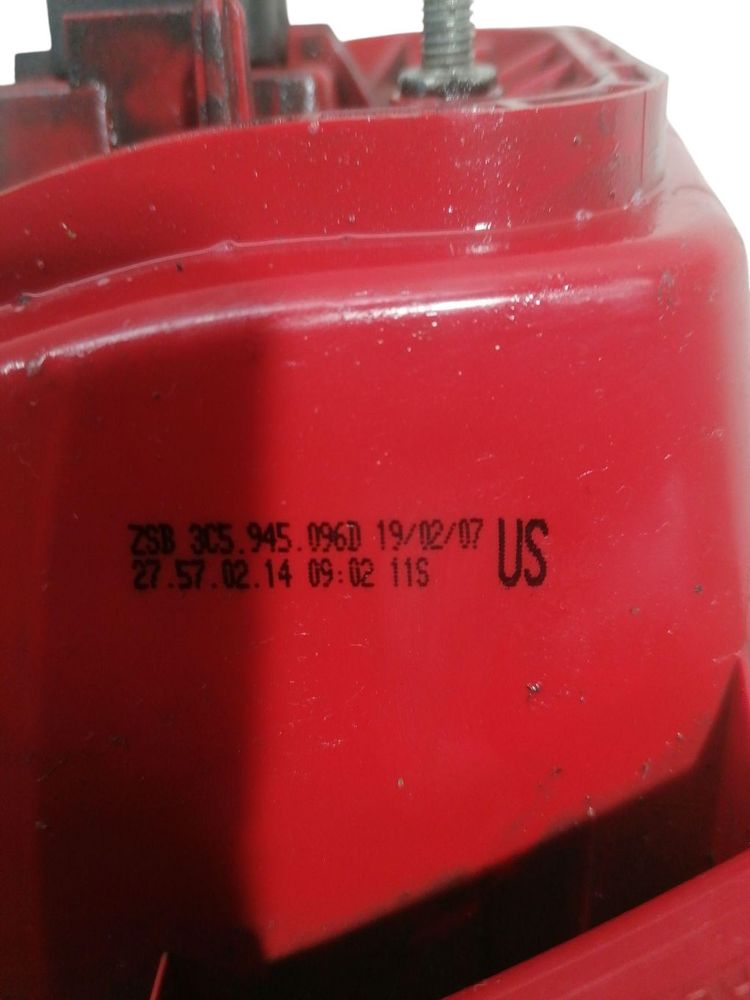 ZSB 3C5.945.096D 19/02/07 US
27.57.02.14 09:02 11S